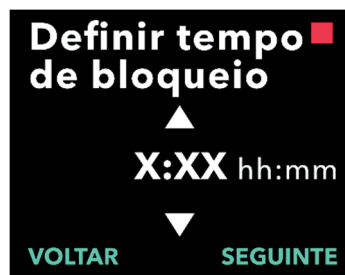 Definir tempo
de bloqueio
X:XX hh:mm
VOLTAR SEGUINTE